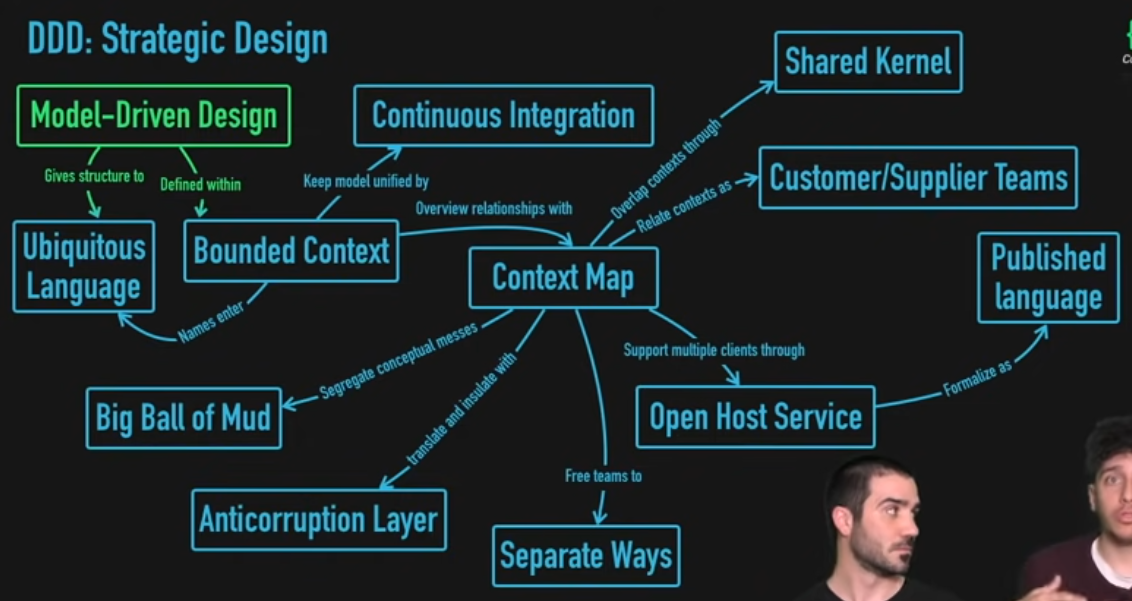 DDD: Strategic Design
Shared Kernel
Model-Driven Design
Continuous Integration
Overlap contexts through
Gives structure to
Defined within
Keep model unified by
Relate contexts as
Customer/Supplier Teams
Overview relationships with
Ubiquitous
Language
Bounded Context
Context Map
Published
language
Names enter
Segregate conceptual messes
translate and insulate with
Support multiple clients through
Formalize as
Big Ball of Mud
Open Host Service
Free teams to
Anticorruption Layer
Separate Ways